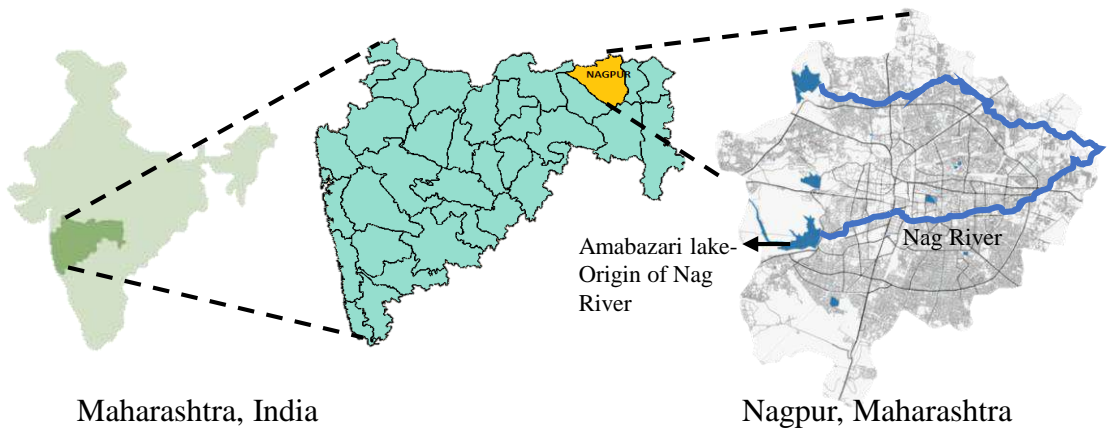 NAGPUR
Amabazari lake-
Origin of Nag
River
Nag River
Maharashtra, India
Nagpur, Maharashtra